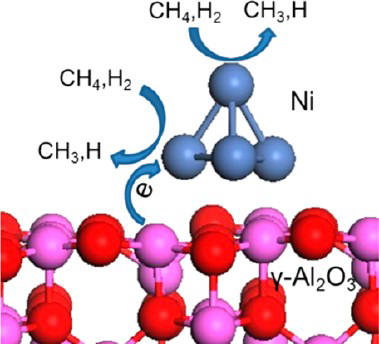 CH₄,H₂
CH₃,H
CH₄,H₂
Ni
CH₃,H
e
γ-Al₂O₃